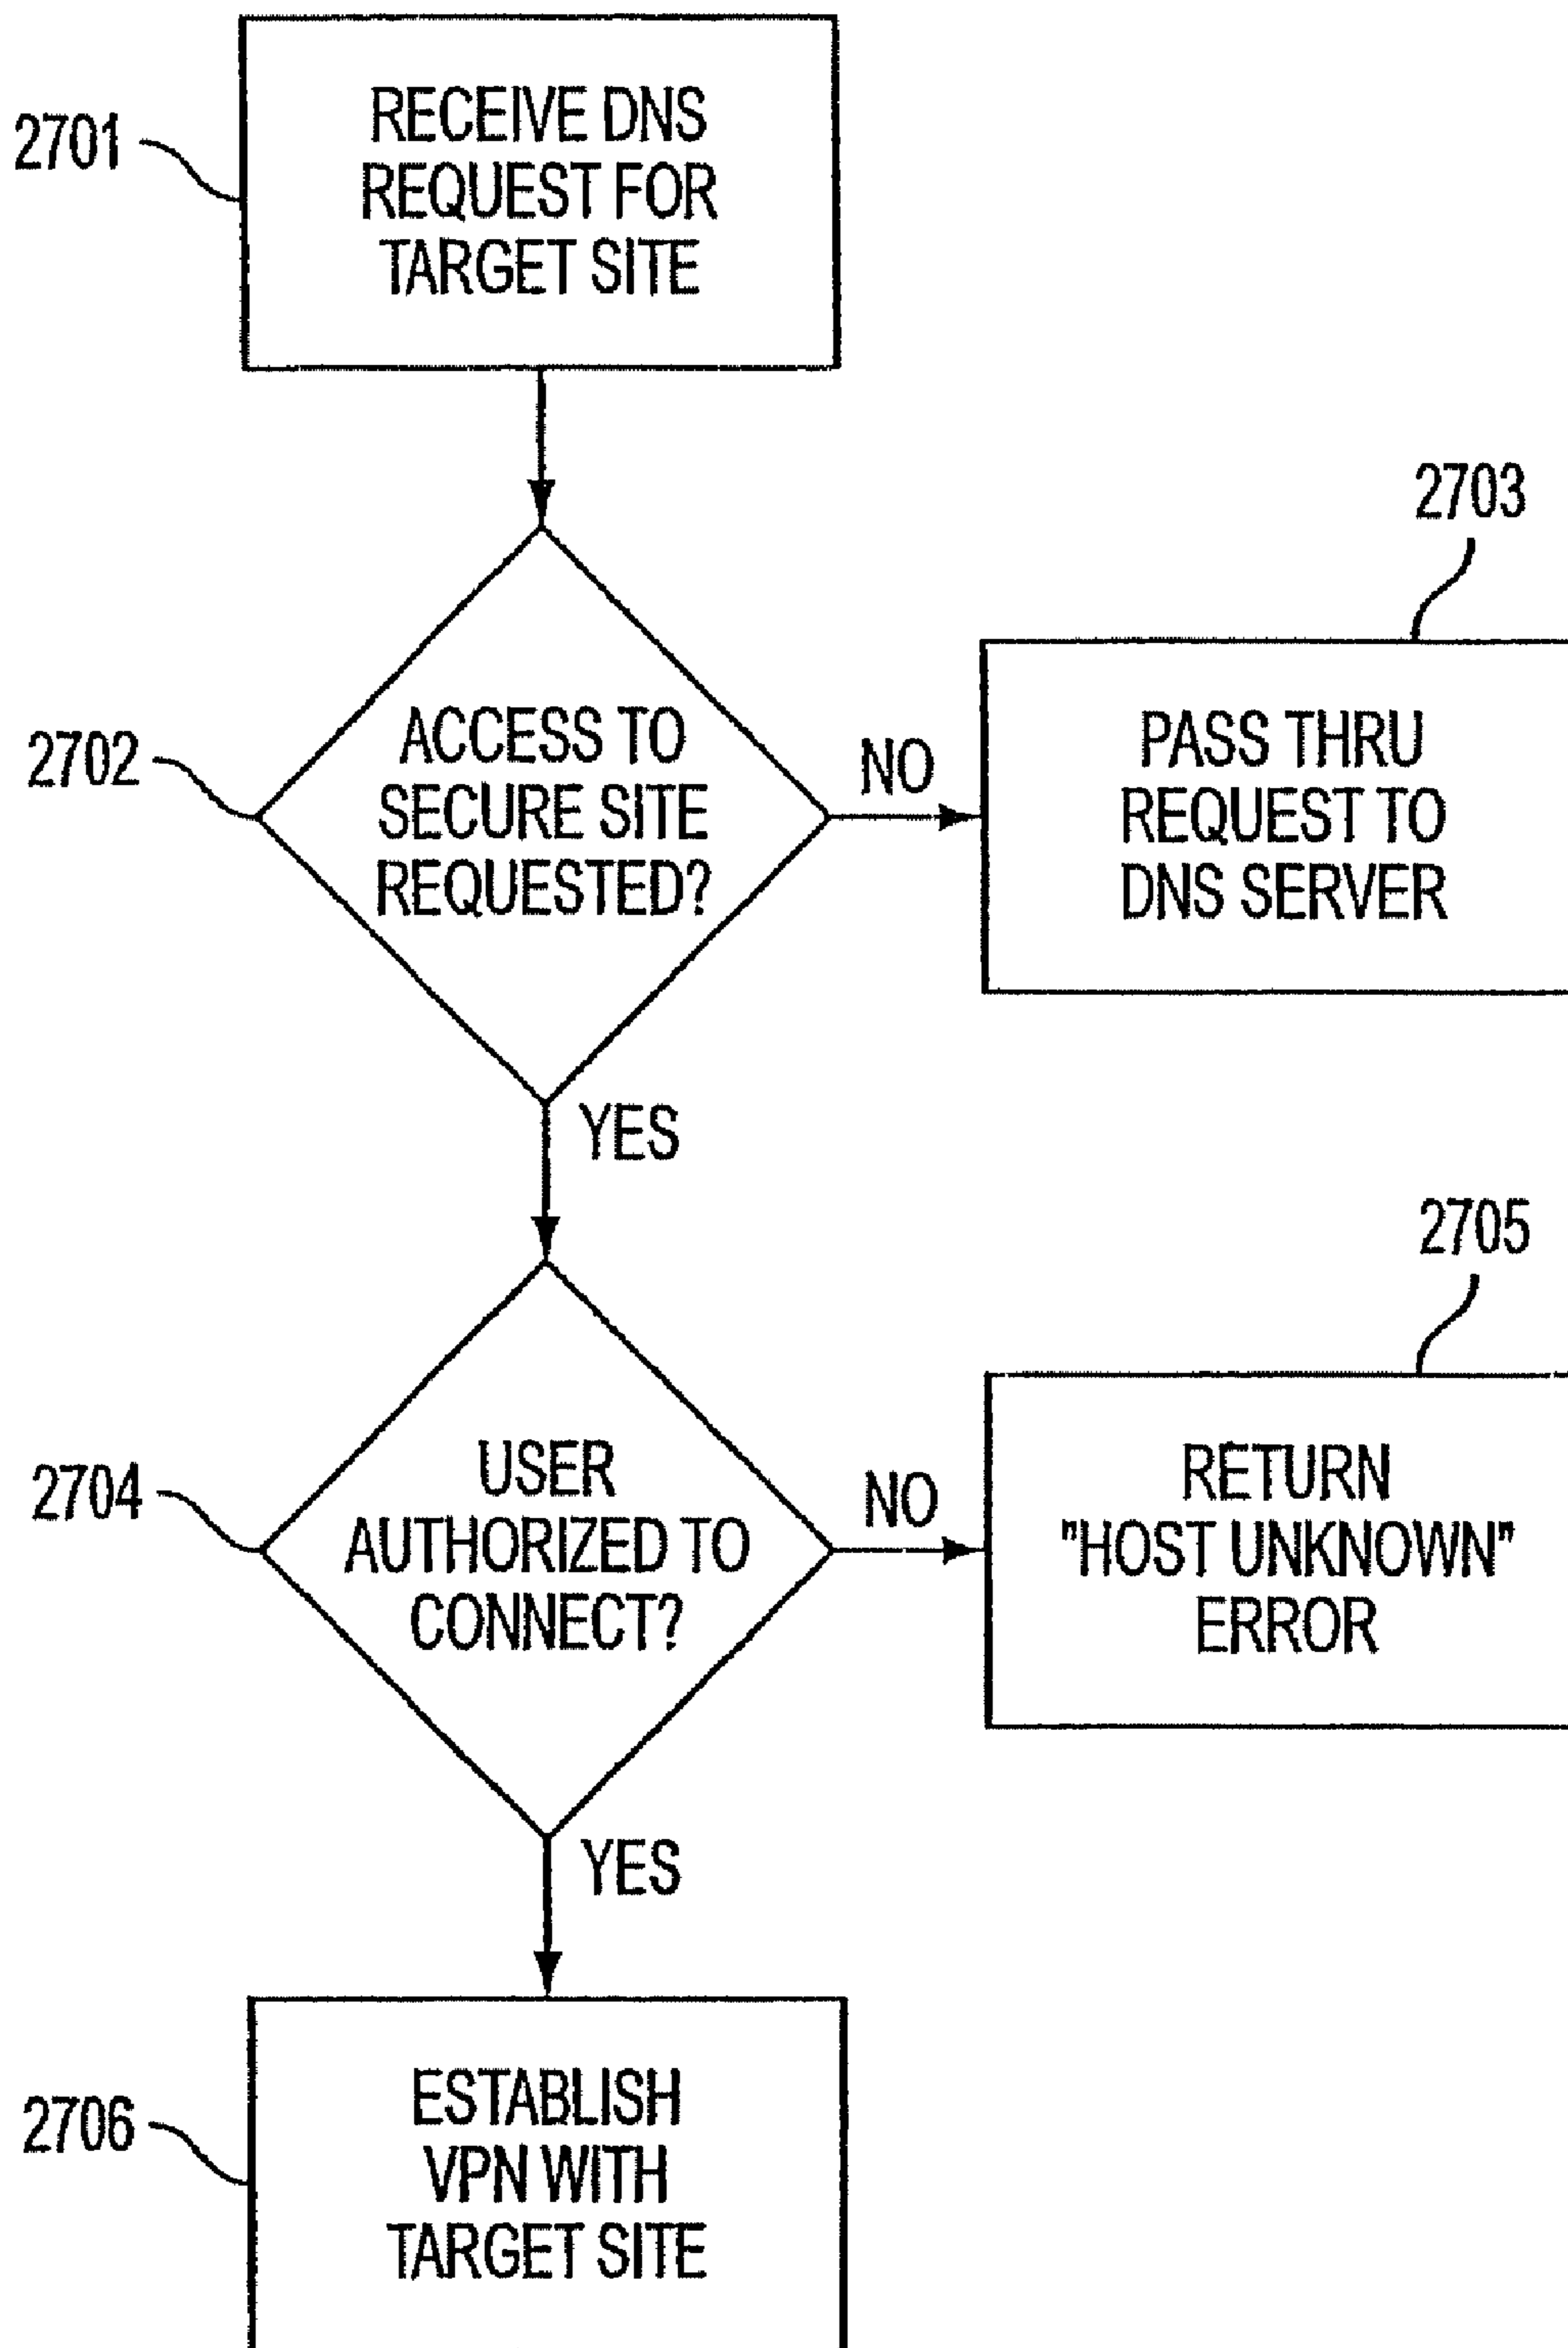 2701
RECEIVE DNS
REQUEST FOR
TARGET SITE
2702
ACCESS TO
SECURE SITE
REQUESTED?
NO
2703
PASS THRU
REQUEST TO
DNS SERVER
YES
2704
USER
AUTHORIZED TO
CONNECT?
NO
2705
RETURN
"HOST UNKNOWN"
ERROR
YES
2706
ESTABLISH
VPN WITH
TARGET SITE